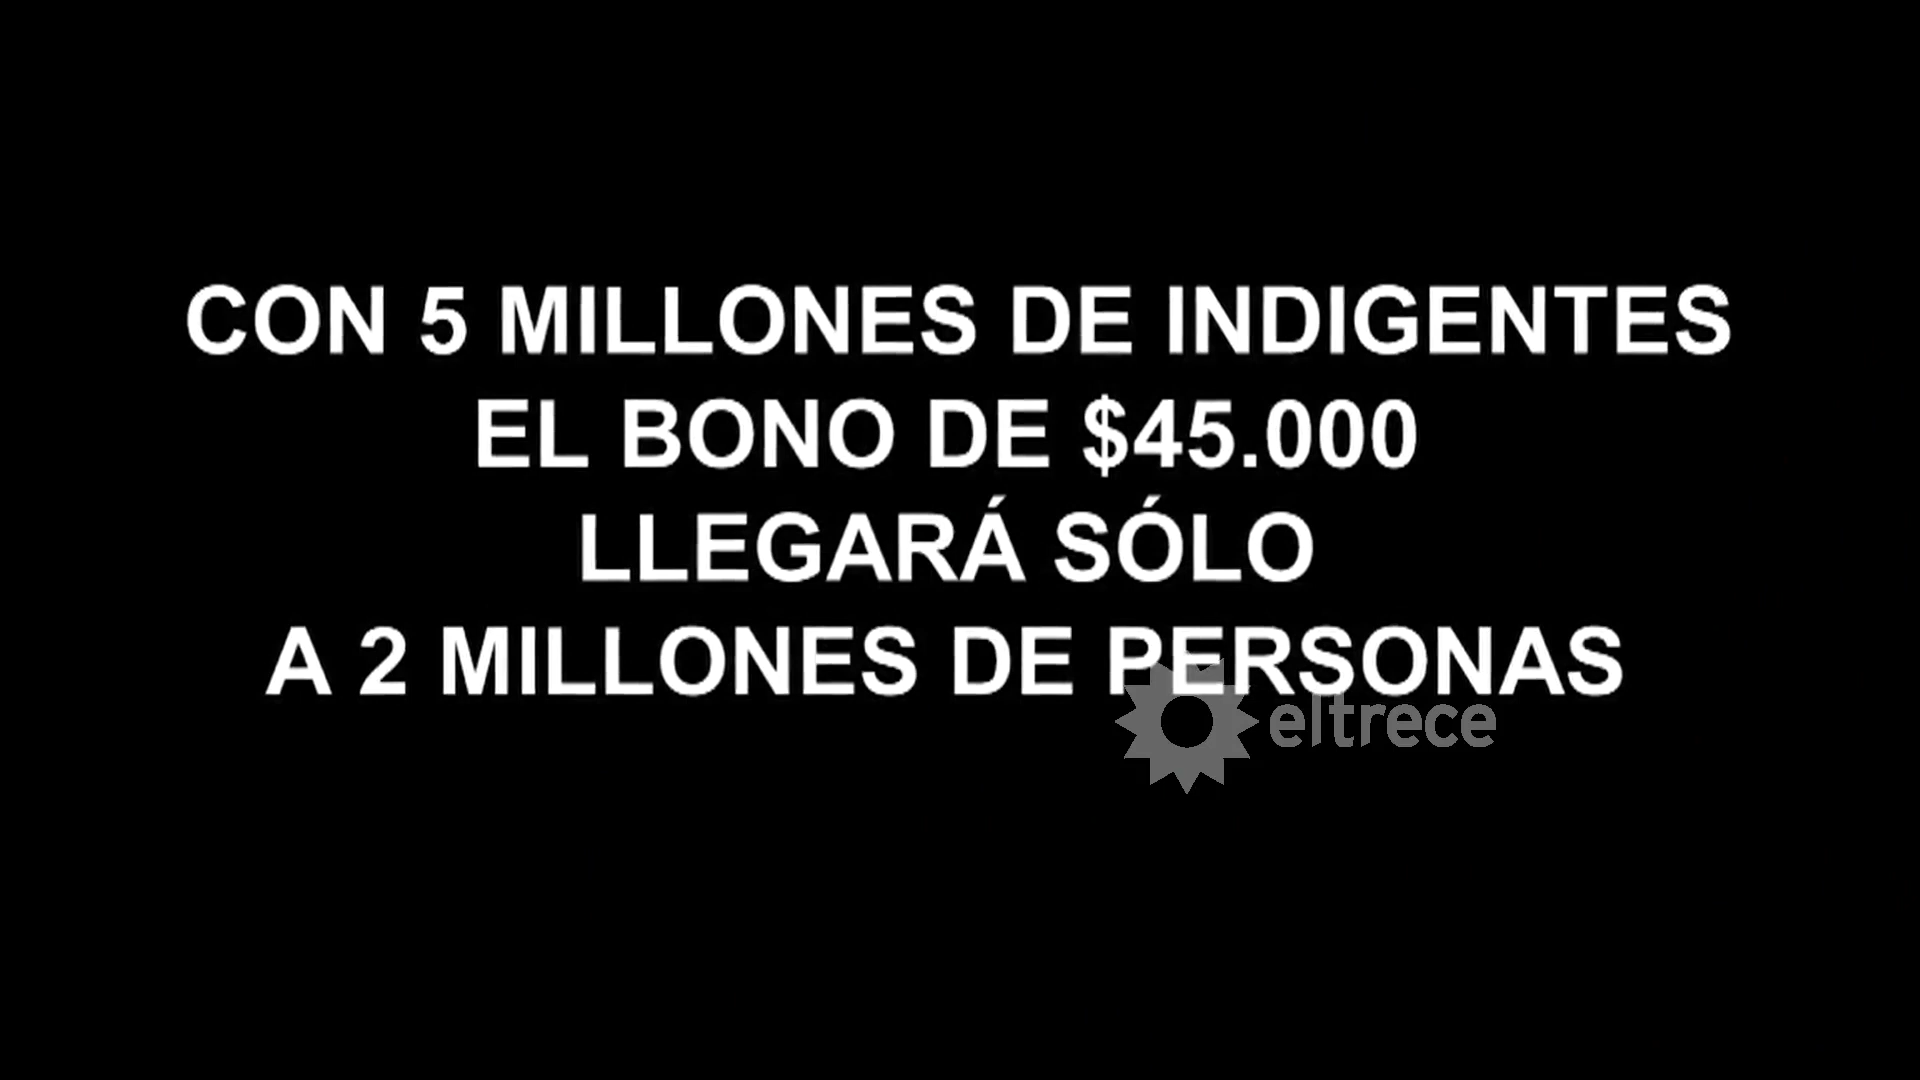 CON 5 MILLONES DE INDIGENTES
EL BONO DE $45.000
LLEGARÁ SÓLO
A 2 MILLONES DE PERSONAS
eltrece